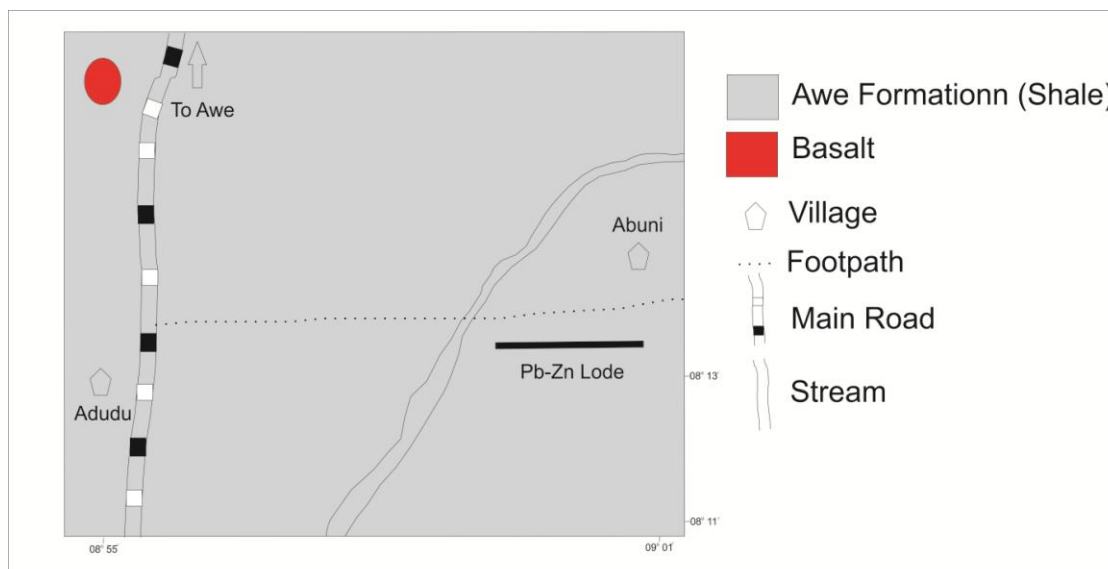 To Awe
Abuni
Pb-Zn Lode
Adudu
08° 13′
08° 11′
08° 55′
09° 01′
Awe Formationn (Shale)
Basalt
Village
Footpath
Main Road
Stream